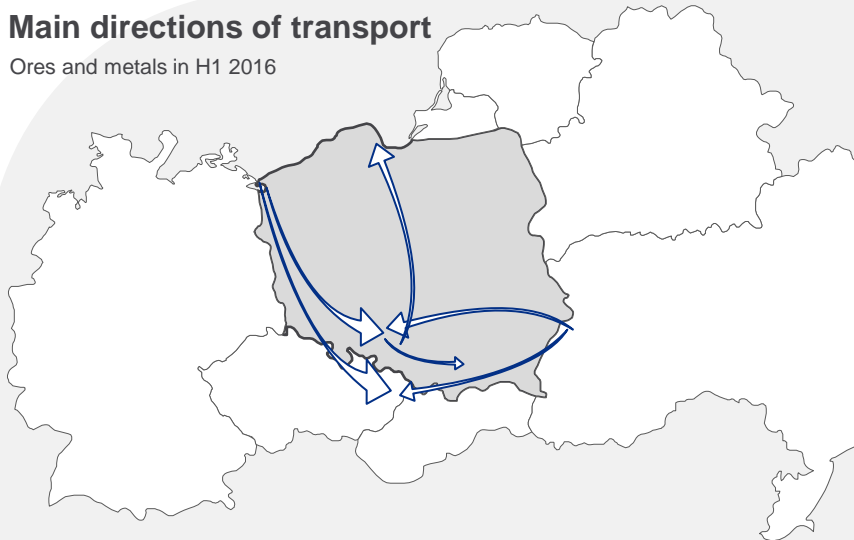 Main directions of transport
Ores and metals in H1 2016